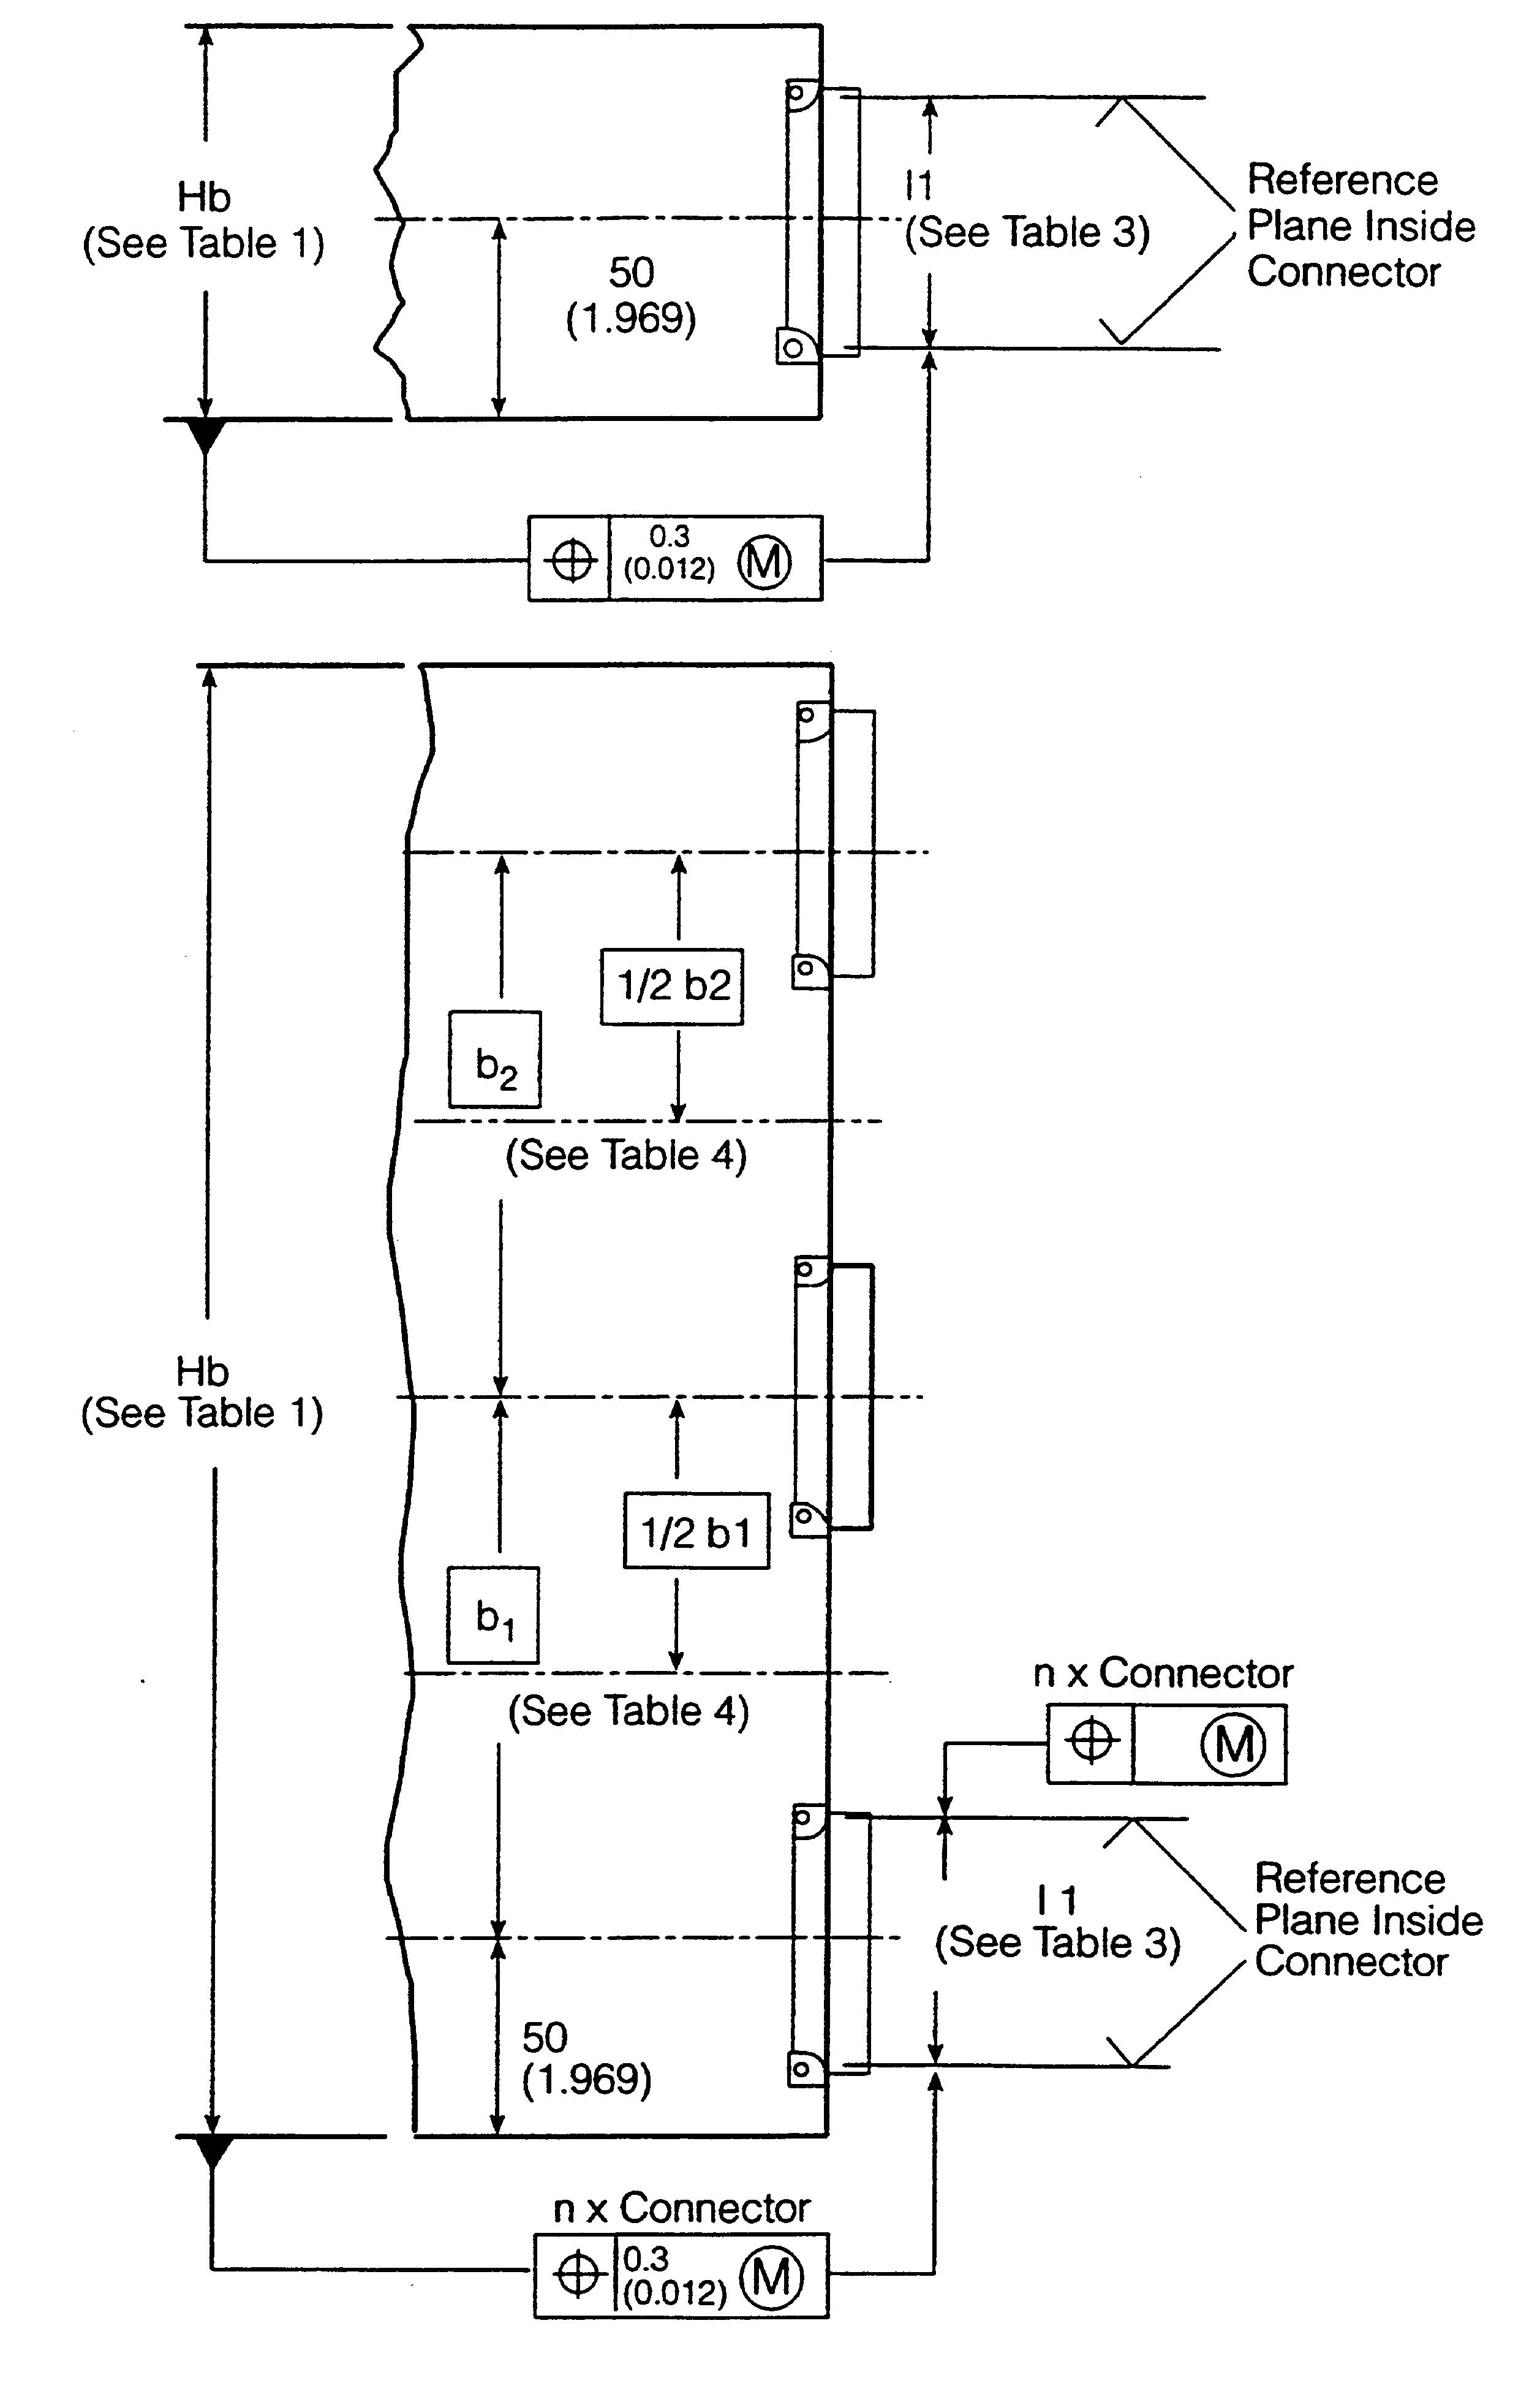 Hb
(See Table 1)
50
(1.969)
l1
(See Table 3)
Reference
Plane Inside
Connector
0.3
(0.012) M
1/2 b2
b2
(See Table 4)
Hb
(See Table 1)
1/2 b1
b1
(See Table 4)
n x Connector
M
l 1
(See Table 3)
Reference
Plane Inside
Connector
50
(1.969)
n x Connector
0.3
(0.012) M